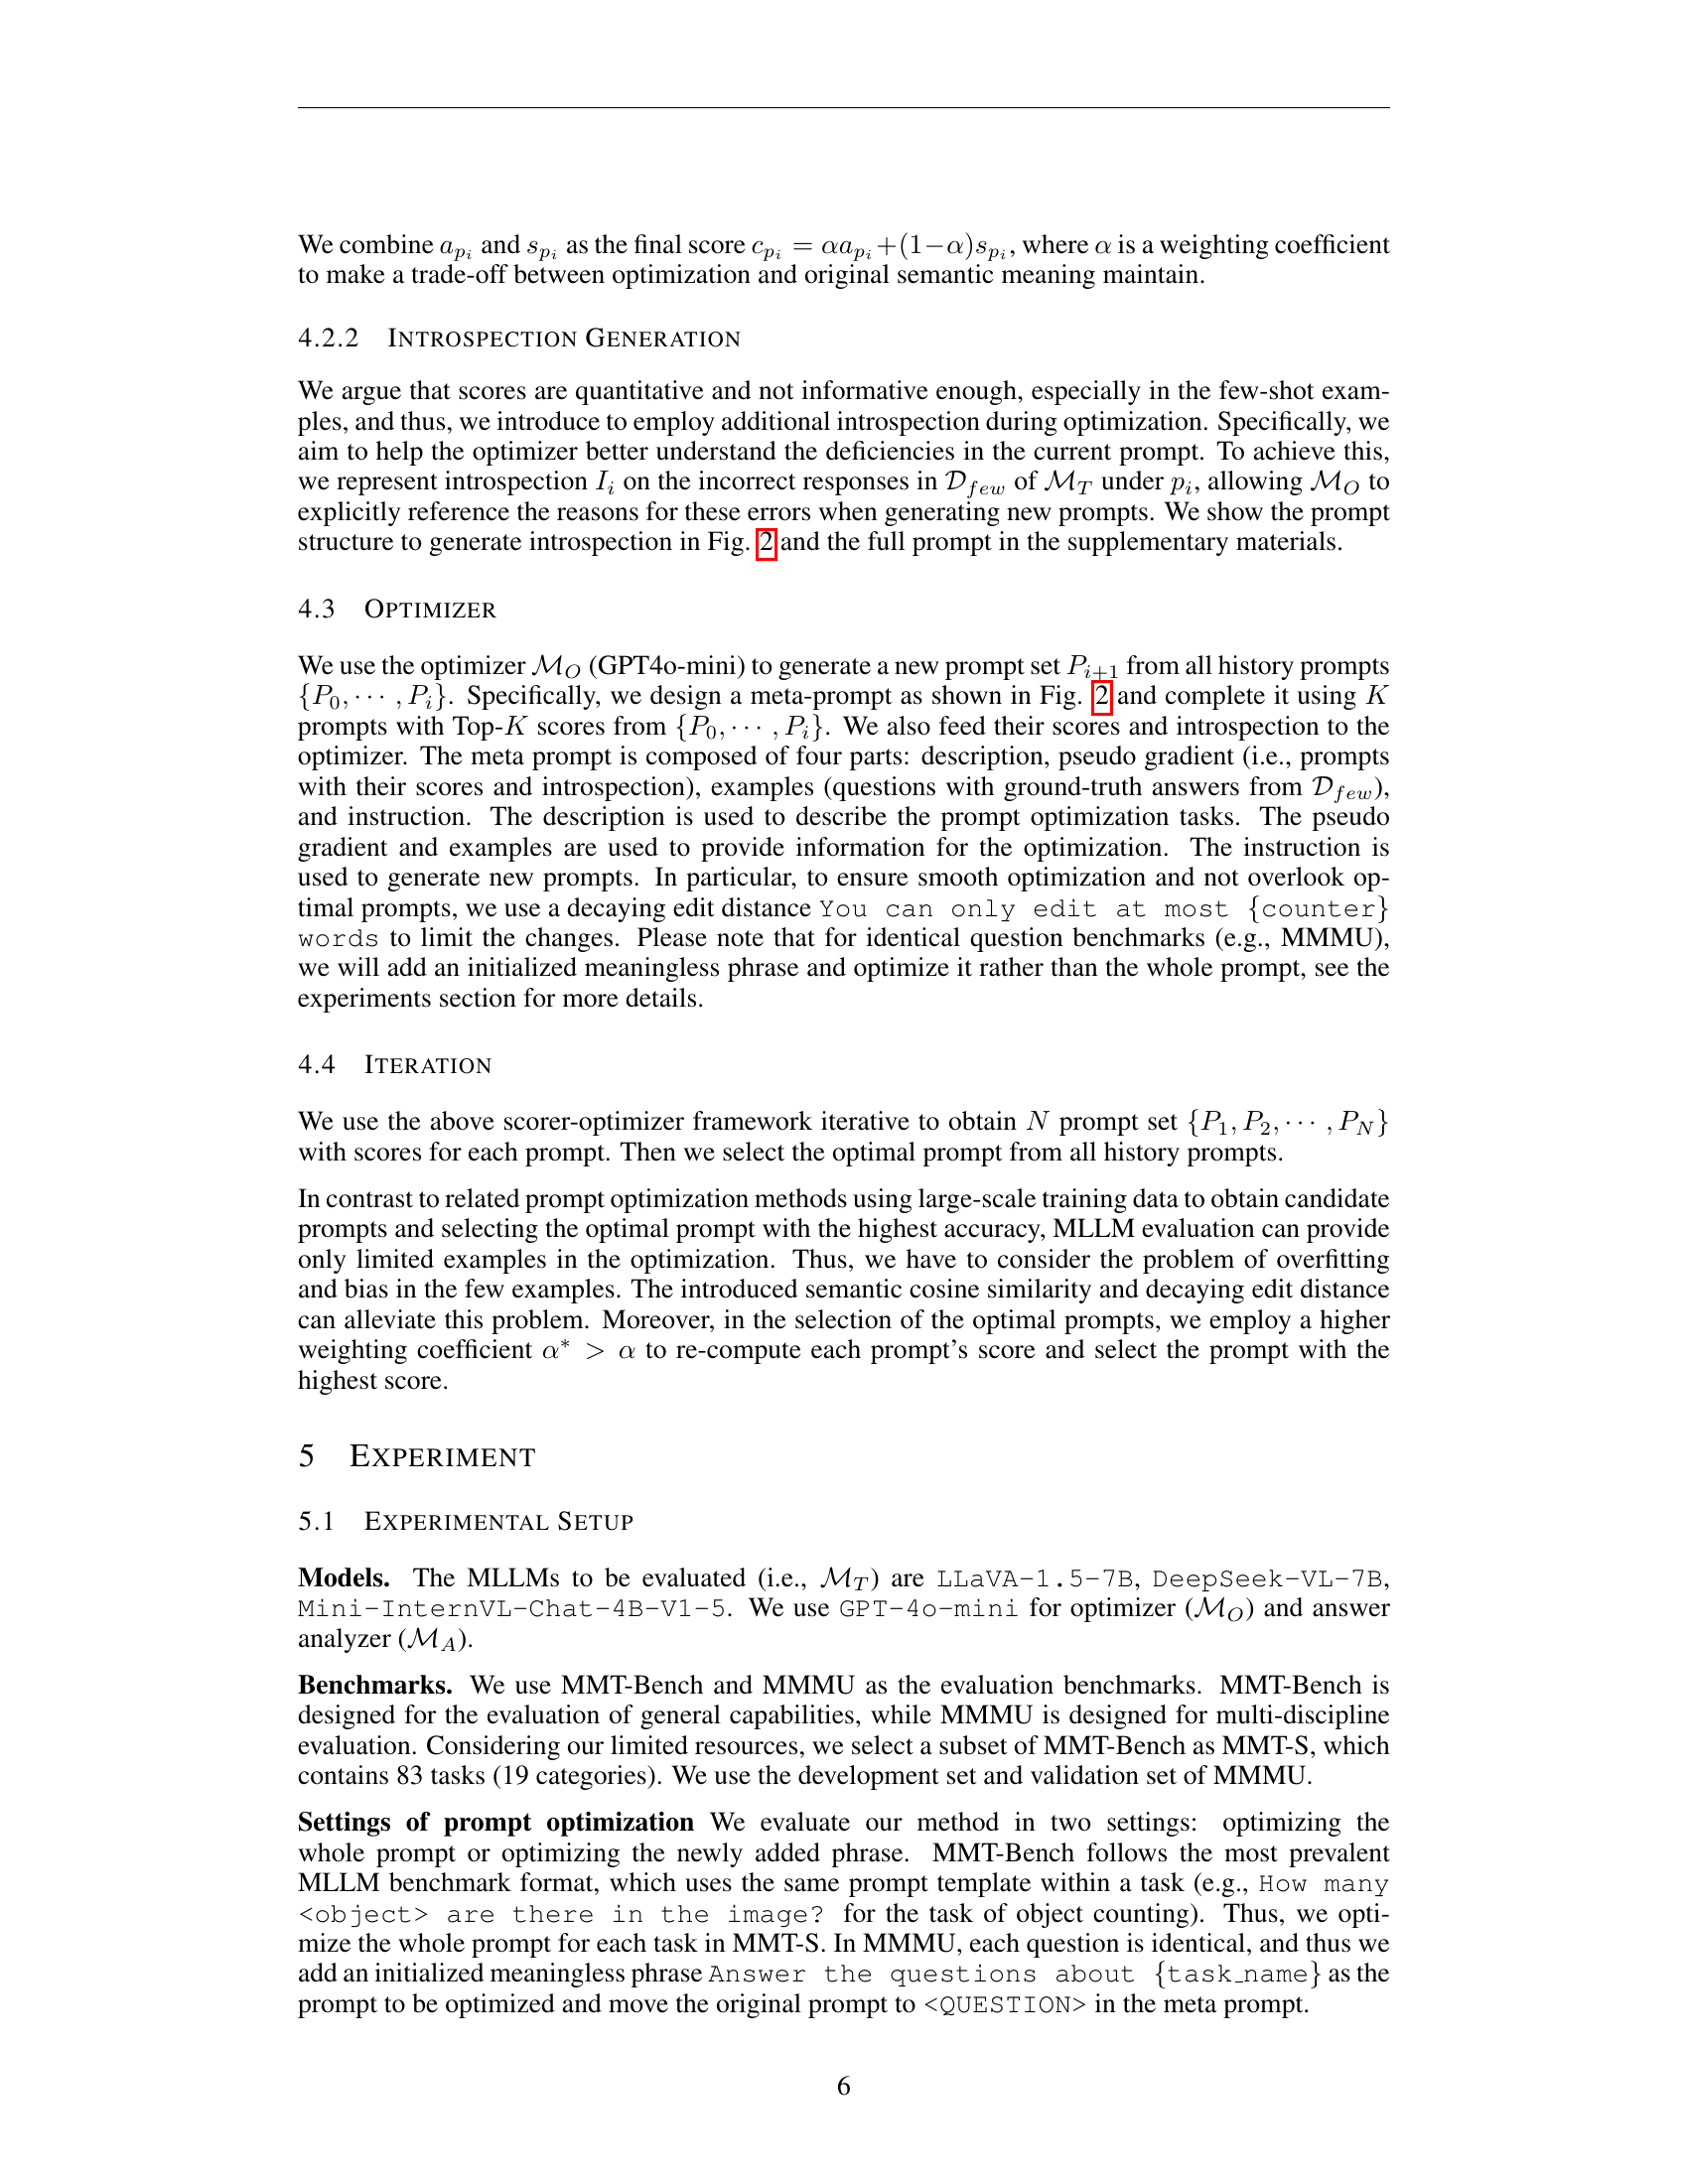 We combine a_{p_i} and s_{p_i} as the final score c_{p_i} = αa_{p_i}+(1−α)s_{p_i}, where α is a weighting coefficient
to make a trade-off between optimization and original semantic meaning maintain.
4.2.2 INTROSPECTION GENERATION
We argue that scores are quantitative and not informative enough, especially in the few-shot exam-
ples, and thus, we introduce to employ additional introspection during optimization. Specifically, we
aim to help the optimizer better understand the deficiencies in the current prompt. To achieve this,
we represent introspection I_i on the incorrect responses in D_{few} of M_T under p_i, allowing M_O to
explicitly reference the reasons for these errors when generating new prompts. We show the prompt
structure to generate introspection in Fig. 2 and the full prompt in the supplementary materials.
4.3 OPTIMIZER
We use the optimizer M_O (GPT4o-mini) to generate a new prompt set P_{i+1} from all history prompts
{P_0, ··· , P_i}. Specifically, we design a meta-prompt as shown in Fig. 2 and complete it using K
prompts with Top-K scores from {P_0, ··· , P_i}. We also feed their scores and introspection to the
optimizer. The meta prompt is composed of four parts: description, pseudo gradient (i.e., prompts
with their scores and introspection), examples (questions with ground-truth answers from D_{few}),
and instruction. The description is used to describe the prompt optimization tasks. The pseudo
gradient and examples are used to provide information for the optimization. The instruction is
used to generate new prompts. In particular, to ensure smooth optimization and not overlook op-
timal prompts, we use a decaying edit distance You can only edit at most {counter}
words to limit the changes. Please note that for identical question benchmarks (e.g., MMMU),
we will add an initialized meaningless phrase and optimize it rather than the whole prompt, see the
experiments section for more details.
4.4 ITERATION
We use the above scorer-optimizer framework iterative to obtain N prompt set {P_1, P_2, ··· , P_N}
with scores for each prompt. Then we select the optimal prompt from all history prompts.
In contrast to related prompt optimization methods using large-scale training data to obtain candidate
prompts and selecting the optimal prompt with the highest accuracy, MLLM evaluation can provide
only limited examples in the optimization. Thus, we have to consider the problem of overfitting
and bias in the few examples. The introduced semantic cosine similarity and decaying edit distance
can alleviate this problem. Moreover, in the selection of the optimal prompts, we employ a higher
weighting coefficient α* > α to re-compute each prompt's score and select the prompt with the
highest score.
5 EXPERIMENT
5.1 EXPERIMENTAL SETUP
Models. The MLLMs to be evaluated (i.e., M_T) are LLaVA-1.5-7B, DeepSeek-VL-7B,
Mini-InternVL-Chat-4B-V1-5. We use GPT-4o-mini for optimizer (M_O) and answer
analyzer (M_A).
Benchmarks. We use MMT-Bench and MMMU as the evaluation benchmarks. MMT-Bench is
designed for the evaluation of general capabilities, while MMMU is designed for multi-discipline
evaluation. Considering our limited resources, we select a subset of MMT-Bench as MMT-S, which
contains 83 tasks (19 categories). We use the development set and validation set of MMMU.
Settings of prompt optimization We evaluate our method in two settings: optimizing the
whole prompt or optimizing the newly added phrase. MMT-Bench follows the most prevalent
MLLM benchmark format, which uses the same prompt template within a task (e.g., How many
<object> are there in the image? for the task of object counting). Thus, we opti-
mize the whole prompt for each task in MMT-S. In MMMU, each question is identical, and thus we
add an initialized meaningless phrase Answer the questions about {task_name} as the
prompt to be optimized and move the original prompt to <QUESTION> in the meta prompt.
6